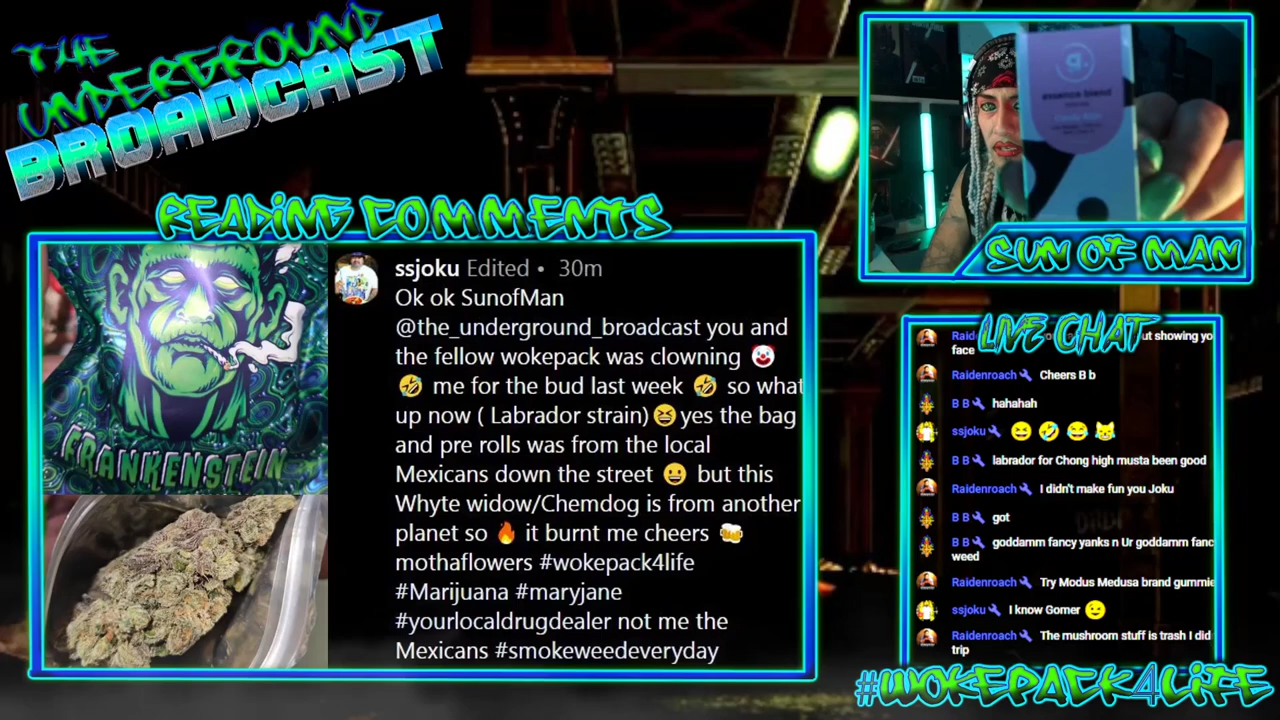 THE
UNDERGROUND
BROADCAST
READING COMMENTS
FRANKENSTEIN
ssjoku Edited • 30m
Ok ok SunofMan
@the_underground_broadcast you and
the fellow wokepack was clowning 🤡
🤣 me for the bud last week 🤣 so what
up now ( Labrador strain)😆yes the bag
and pre rolls was from the local
Mexicans down the street 😀 but this
Whyte widow/Chemdog is from another
planet so 🔥 it burnt me cheers 🍻
mothaflowers #wokepack4life
#Marijuana #maryjane
#yourlocaldrugdealer not me the
Mexicans #smokeweedeveryday
essence blend
SUN OF MAN
LIVE CHAT
ut showing yo
face
Raidenroach Cheers B b
B B hahahah
ssjoku 😆 🤣 😂 😹
B B labrador for Chong high musta been good
Raidenroach I didn't make fun you Joku
B B got
B B goddamm fancy yanks n Ur goddamm fanc
weed
Raidenroach Try Modus Medusa brand gummie
ssjoku I know Gomer 😉
Raidenroach The mushroom stuff is trash I did
trip
#WOKEPACK4LIFE